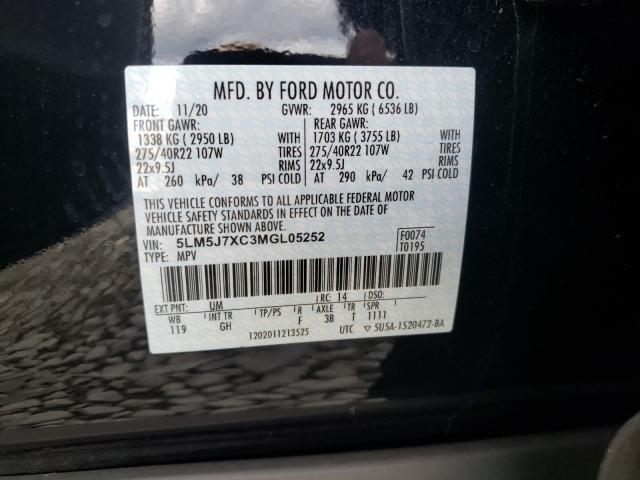 MFD. BY FORD MOTOR CO.
DATE: 11/20 GVWR: 2965 KG ( 6536 LB)
FRONT GAWR: REAR GAWR:
1338 KG ( 2950 LB) WITH 1703 KG ( 3755 LB) WITH
275/40R22 107W TIRES 275/40R22 107W TIRES
22x9.5J RIMS 22x9.5J RIMS
AT 260 kPa/ 38 PSI COLD AT 290 kPa/ 42 PSI COLD
THIS VEHICLE CONFORMS TO ALL APPLICABLE FEDERAL MOTOR
VEHICLE SAFETY STANDARDS IN EFFECT ON THE DATE OF
MANUFACTURE SHOWN ABOVE.
VIN: 5LM5J7XC3MGL05252 F0074
TYPE: MPV T0195
EXT PNT: UM RC: 14 DSO:
WB INT TR TP/PS R AXLE TR SPR
119 GH F 3B T 1111
1202011213525 UTC ▽ 5U5A-1520472-BA